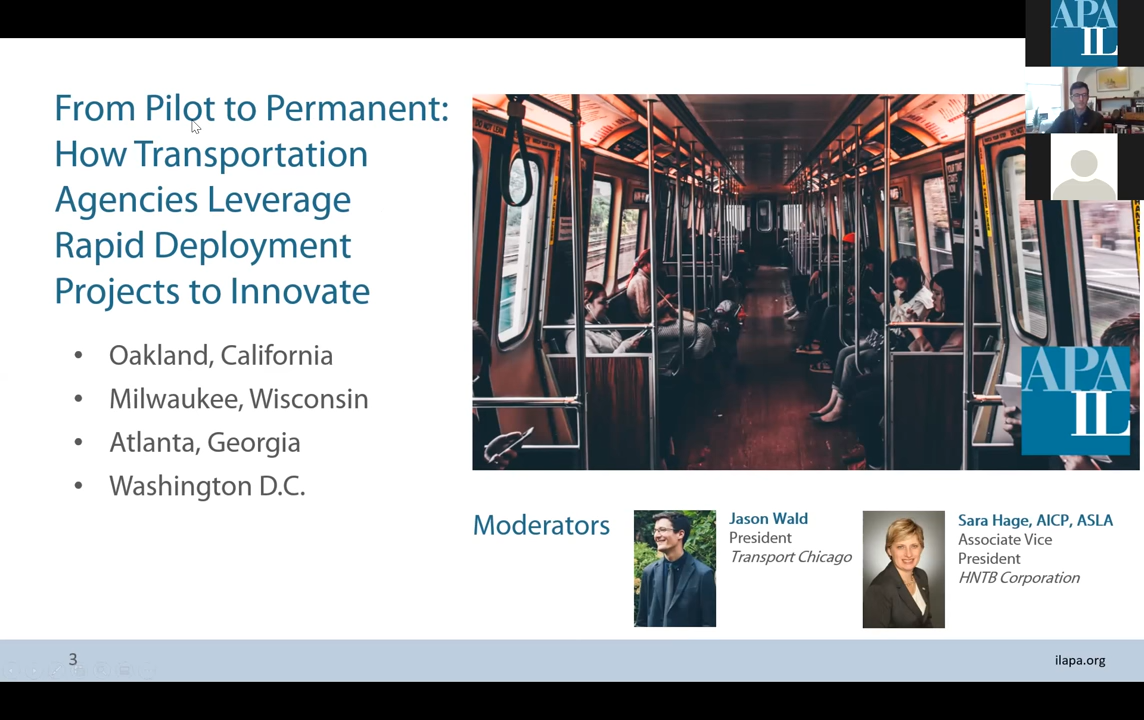 From Pilot to Permanent:
How Transportation
Agencies Leverage
Rapid Deployment
Projects to Innovate
• Oakland, California
• Milwaukee, Wisconsin
• Atlanta, Georgia
• Washington D.C.
APA
IL
APA
IL
Moderators
Jason Wald
President
Transport Chicago
Sara Hage, AICP, ASLA
Associate Vice
President
HNTB Corporation
3
ilapa.org